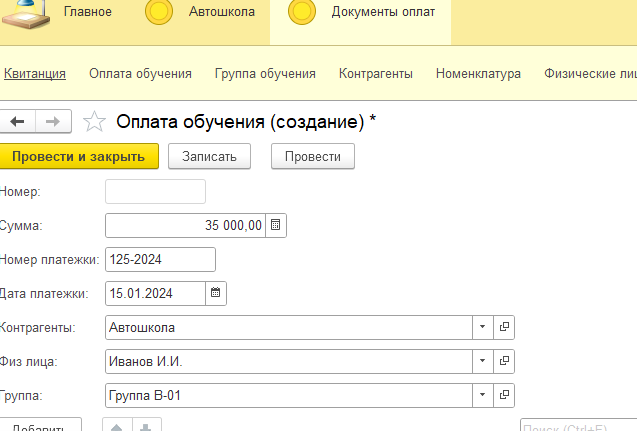 Главное Автошкола Документы оплат
Квитанция Оплата обучения Группа обучения Контрагенты Номенклатура Физические лиц
Оплата обучения (создание) *
Провести и закрыть Записать Провести
Номер:
Сумма: 35 000,00
Номер платежки: 125-2024
Дата платежки: 15.01.2024
Контрагенты: Автошкола
Физ лица: Иванов И.И.
Группа: Группа В-01
Добавить Поиск (Ctrl+F)